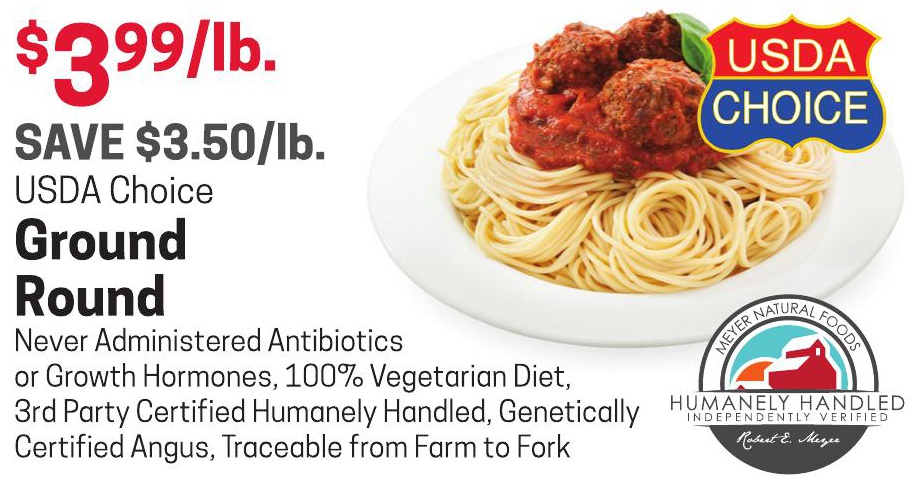 $3.99/lb.
SAVE $3.50/lb.
USDA Choice
Ground
Round
Never Administered Antibiotics
or Growth Hormones, 100% Vegetarian Diet,
3rd Party Certified Humanely Handled, Genetically
Certified Angus, Traceable from Farm to Fork
USDA
CHOICE
MEYER NATURAL FOODS
HUMANELY HANDLED
INDEPENDENTLY VERIFIED
Robert E. Meyer